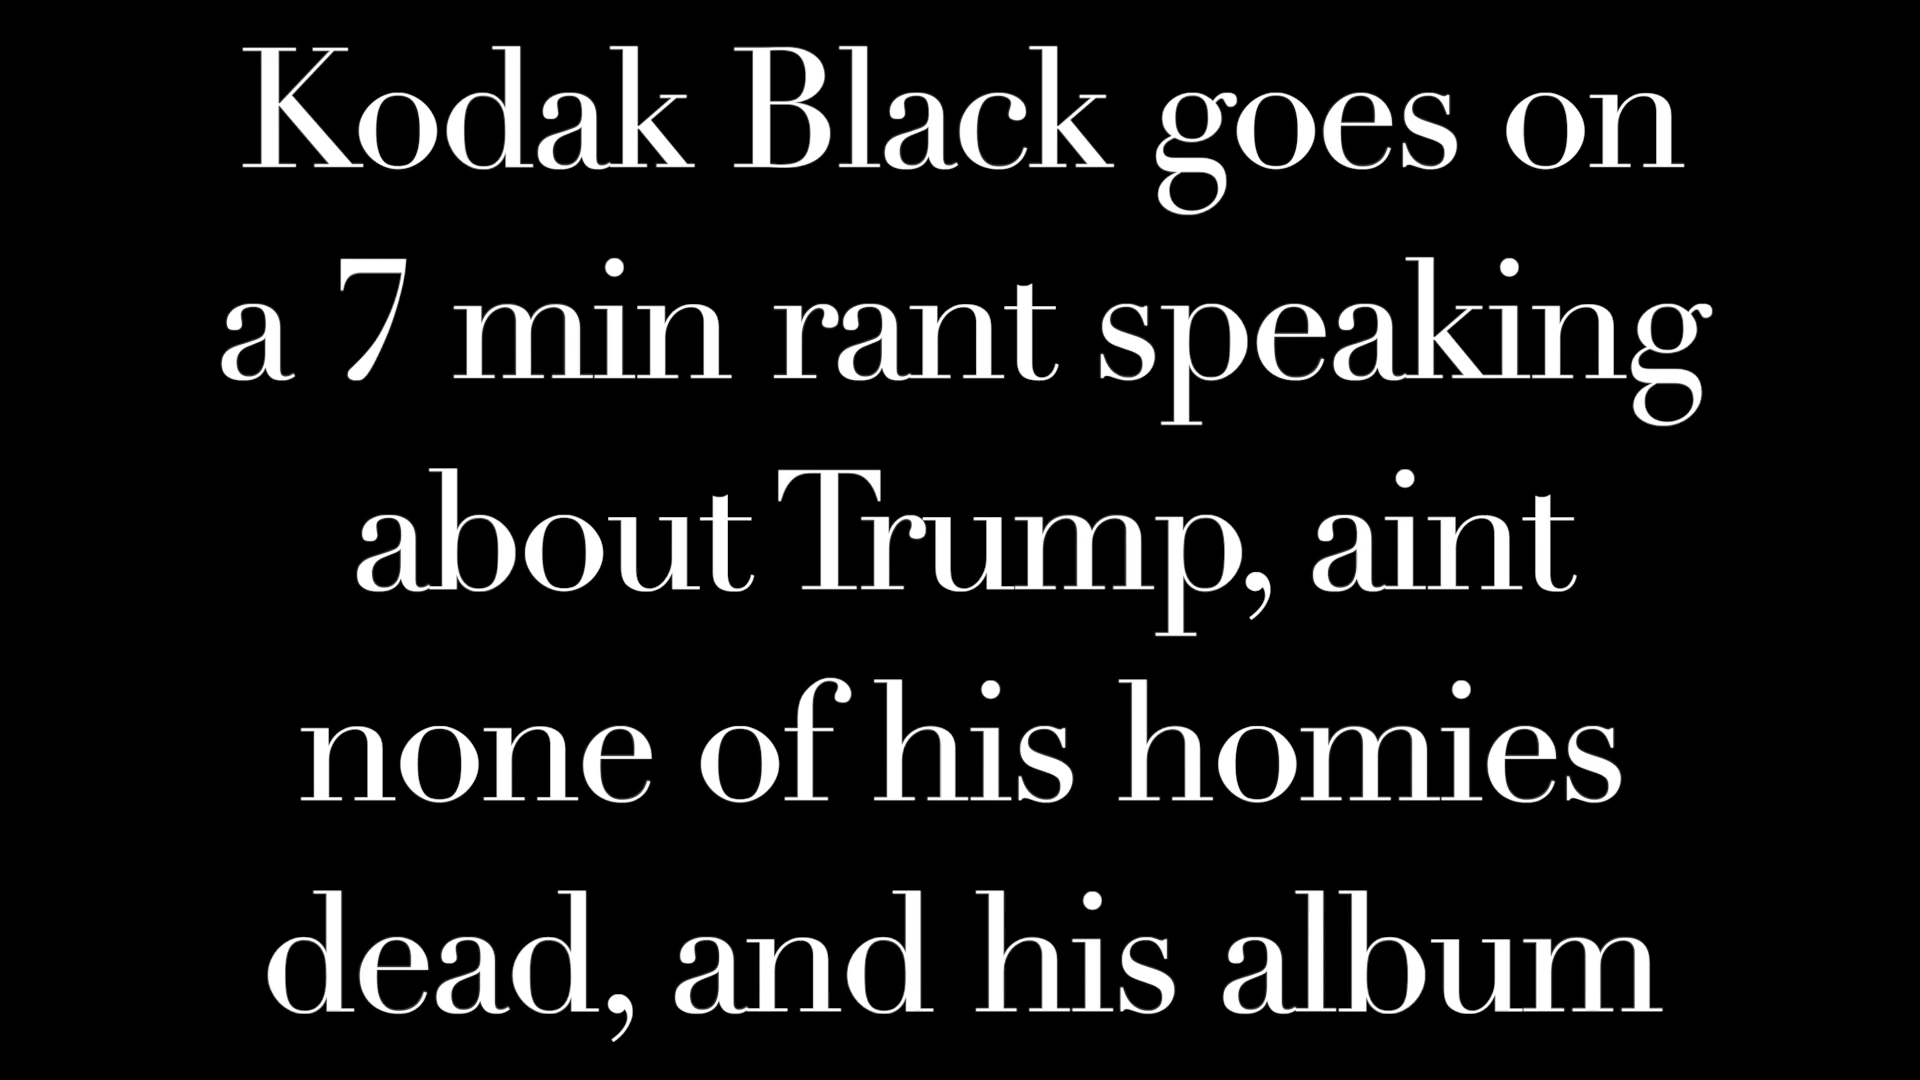 Kodak Black goes on
a 7 min rant speaking
about Trump, aint
none of his homies
dead, and his album